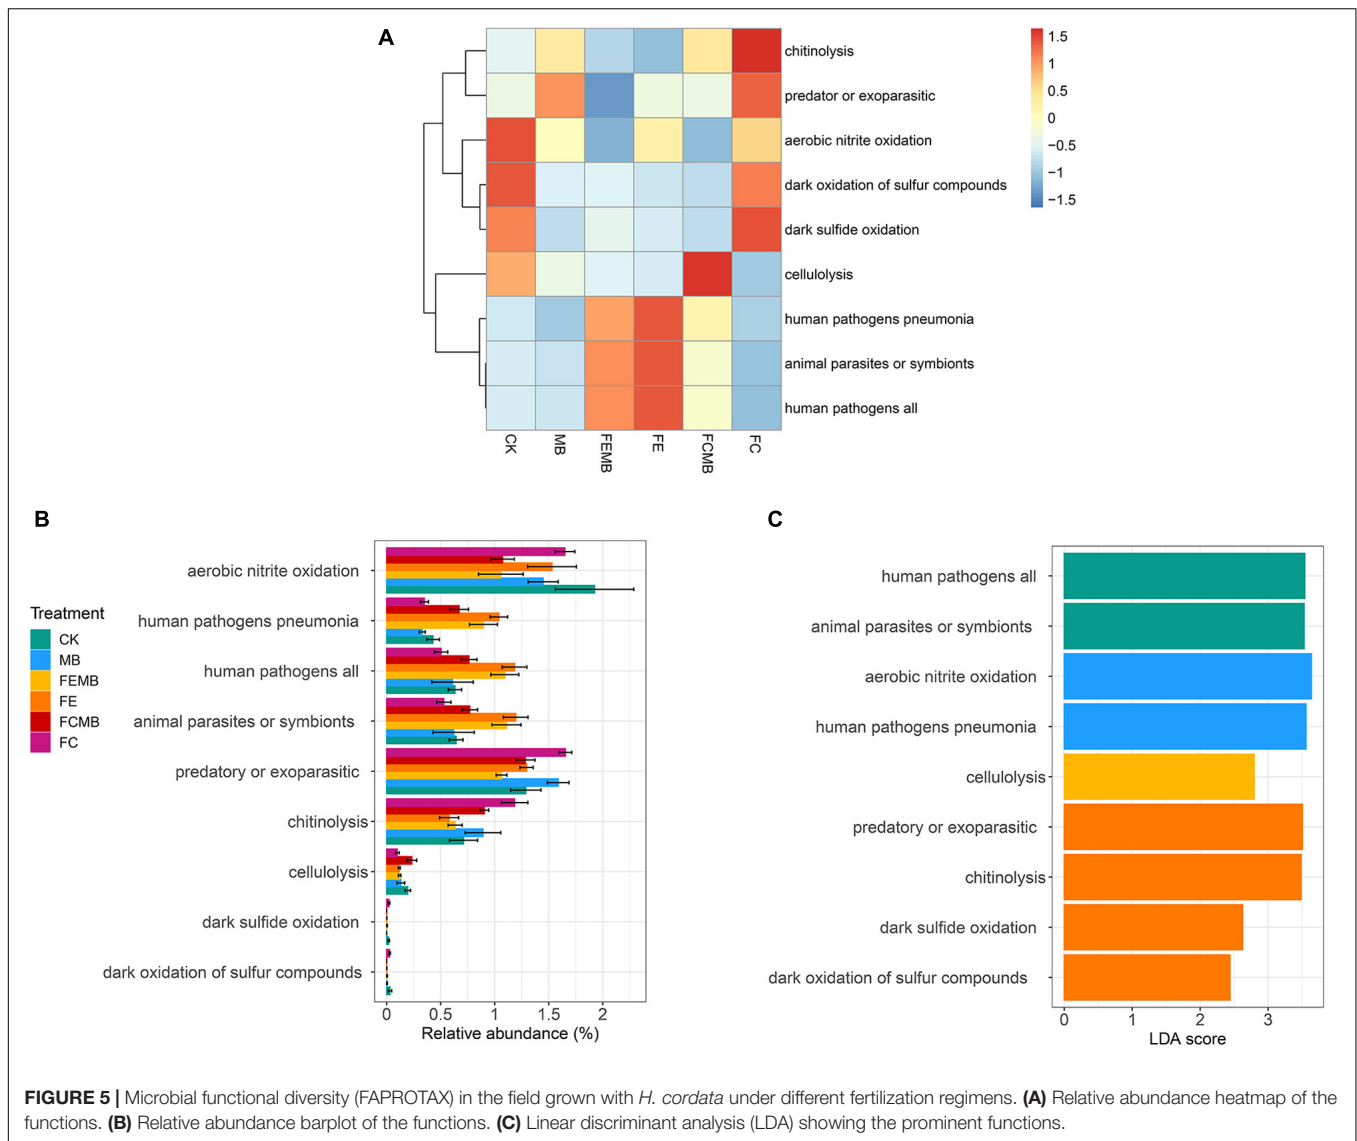 A
1.5
1
0.5
0
−0.5
−1
−1.5
chitinolysis
predator or exoparasitic
aerobic nitrite oxidation
dark oxidation of sulfur compounds
dark sulfide oxidation
cellulolysis
human pathogens pneumonia
animal parasites or symbionts
human pathogens all
CK
MB
FEMB
FE
FCMB
FC
B
Treatment
CK
MB
FEMB
FE
FCMB
FC
aerobic nitrite oxidation
human pathogens pneumonia
human pathogens all
animal parasites or symbionts
predatory or exoparasitic
chitinolysis
cellulolysis
dark sulfide oxidation
dark oxidation of sulfur compounds
0 0.5 1 1.5 2
Relative abundance (%)
C
human pathogens all
animal parasites or symbionts
aerobic nitrite oxidation
human pathogens pneumonia
cellulolysis
predatory or exoparasitic
chitinolysis
dark sulfide oxidation
dark oxidation of sulfur compounds
0 1 2 3
LDA score
FIGURE 5 | Microbial functional diversity (FAPROTAX) in the field grown with H. cordata under different fertilization regimens. (A) Relative abundance heatmap of the
functions. (B) Relative abundance barplot of the functions. (C) Linear discriminant analysis (LDA) showing the prominent functions.